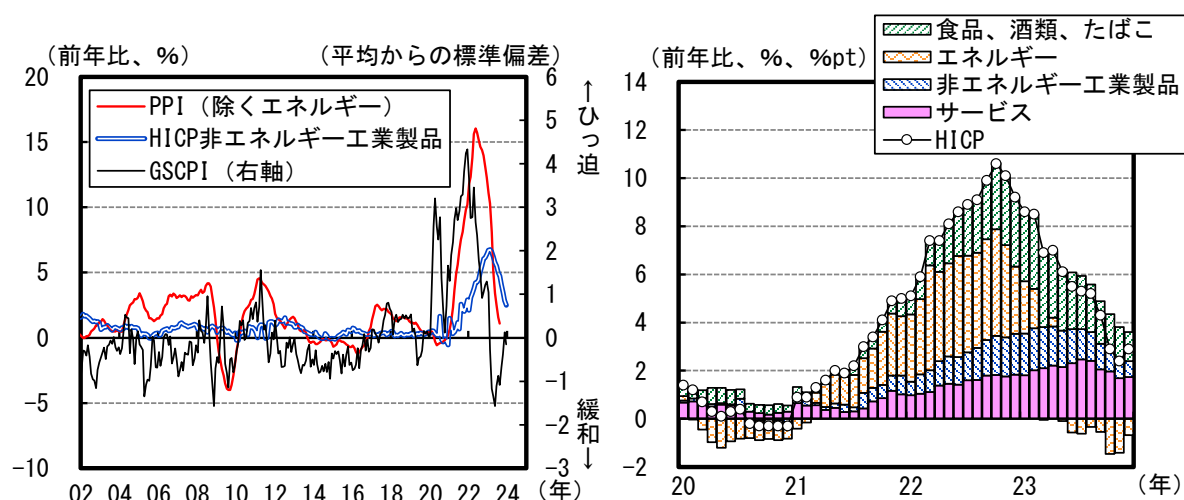 (前年比、%)
(平均からの標準偏差)
20
15
10
5
0
-5
-10
6
5
4
3
2
1
0
-1
-2
-3
PPI（除くエネルギー）
HICP非エネルギー工業製品
GSCPI（右軸）
←ひっ迫
緩和→
02 04 06 08 10 12 14 16 18 20 22 24 (年)
(前年比、%、%pt)
食品、酒類、たばこ
エネルギー
非エネルギー工業製品
サービス
HICP
14
12
10
8
6
4
2
0
-2
20 21 22 23 (年)